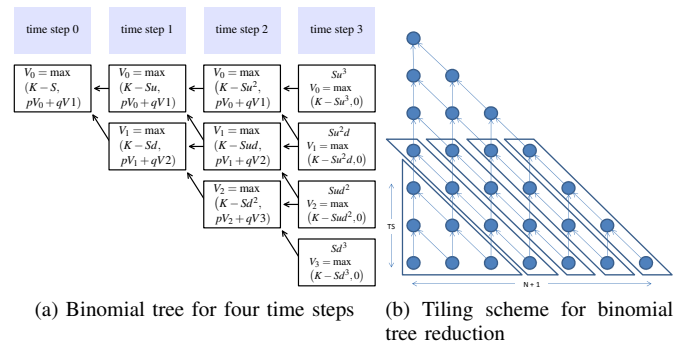 time step 0
time step 1
time step 2
time step 3
V₀ = max
(K − S,
pV₀ + qV1)
V₀ = max
(K − Su,
pV₀ + qV1)
V₀ = max
(K − Su²,
pV₀ + qV1)
Su³
V₀ = max
(K − Su³, 0)
V₁ = max
(K − Sd,
pV₁ + qV2)
V₁ = max
(K − Sud,
pV₁ + qV2)
Su²d
V₁ = max
(K − Su²d, 0)
V₂ = max
(K − Sd²,
pV₂ + qV3)
Sud²
V₂ = max
(K − Sud², 0)
Sd³
V₃ = max
(K − Sd³, 0)
TS
N + 1
(a) Binomial tree for four time steps
(b) Tiling scheme for binomial
tree reduction